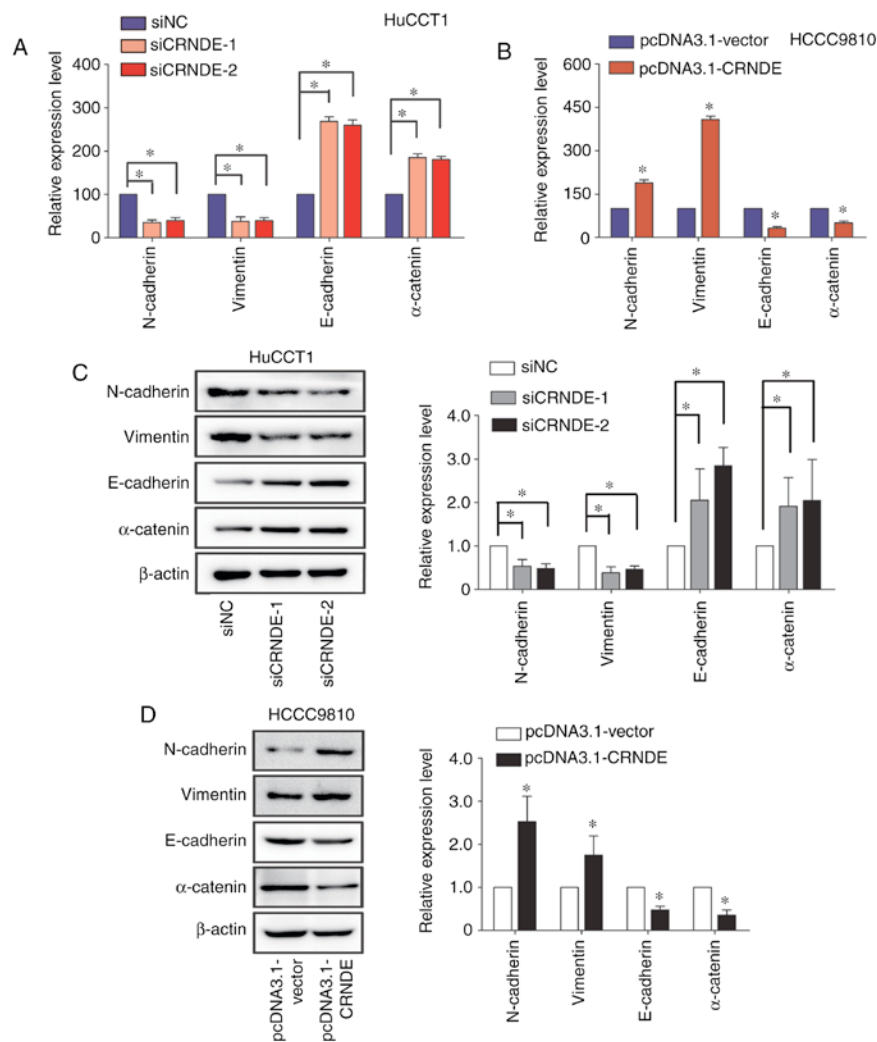 A
siNC
siCRNDE-1
siCRNDE-2
HuCCT1
Relative expression level
400
300
200
100
0
* * * * * * * *
N-cadherin
Vimentin
E-cadherin
α-catenin
B
pcDNA3.1-vector
pcDNA3.1-CRNDE
HCCC9810
Relative expression level
600
450
300
150
0
* * * *
N-cadherin
Vimentin
E-cadherin
α-catenin
C
HuCCT1
N-cadherin
Vimentin
E-cadherin
α-catenin
β-actin
siNC
siCRNDE-1
siCRNDE-2
siNC
siCRNDE-1
siCRNDE-2
Relative expression level
4.0
3.0
2.0
1.0
0
* * * * * * * *
N-cadherin
Vimentin
E-cadherin
α-catenin
D
HCCC9810
N-cadherin
Vimentin
E-cadherin
α-catenin
β-actin
pcDNA3.1-
vector
pcDNA3.1-
CRNDE
pcDNA3.1-vector
pcDNA3.1-CRNDE
Relative expression level
4.0
3.0
2.0
1.0
0
* * * *
N-cadherin
Vimentin
E-cadherin
α-catenin